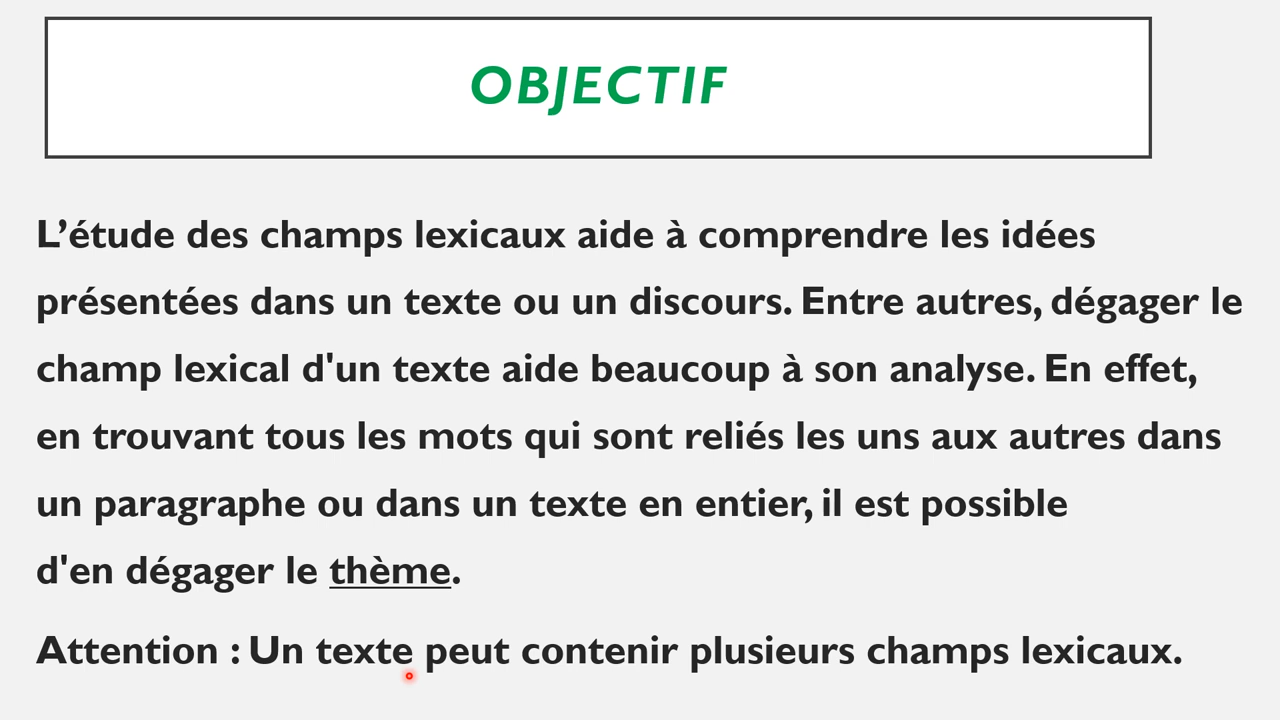 OBJECTIF
L’étude des champs lexicaux aide à comprendre les idées
présentées dans un texte ou un discours. Entre autres, dégager le
champ lexical d'un texte aide beaucoup à son analyse. En effet,
en trouvant tous les mots qui sont reliés les uns aux autres dans
un paragraphe ou dans un texte en entier, il est possible
d'en dégager le thème.
Attention : Un texte peut contenir plusieurs champs lexicaux.